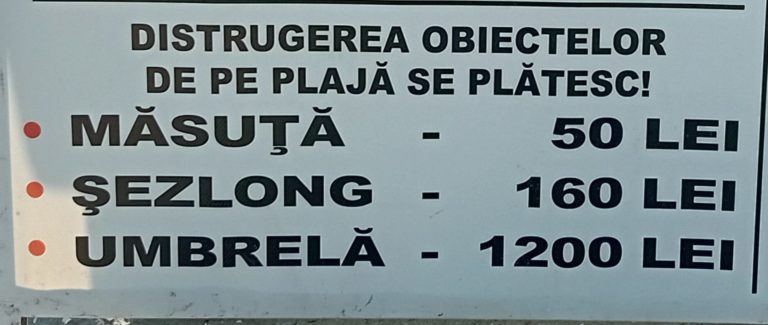 DISTRUGEREA OBIECTELOR
DE PE PLAJĂ SE PLĂTESC!
• MĂSUŢĂ - 50 LEI
• ŞEZLONG - 160 LEI
• UMBRELĂ - 1200 LEI